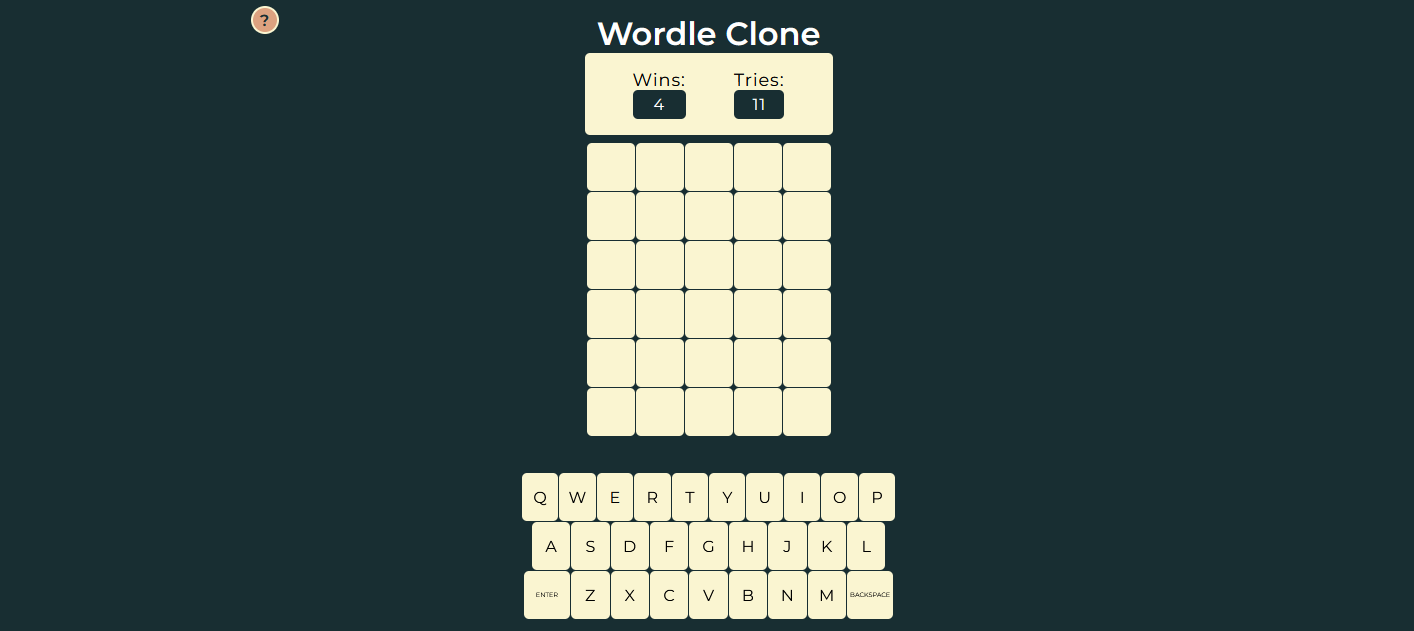 ?
Wordle Clone
Wins: Tries:
4 11
Q W E R T Y U I O P
A S D F G H J K L
ENTER Z X C V B N M BACKSPACE